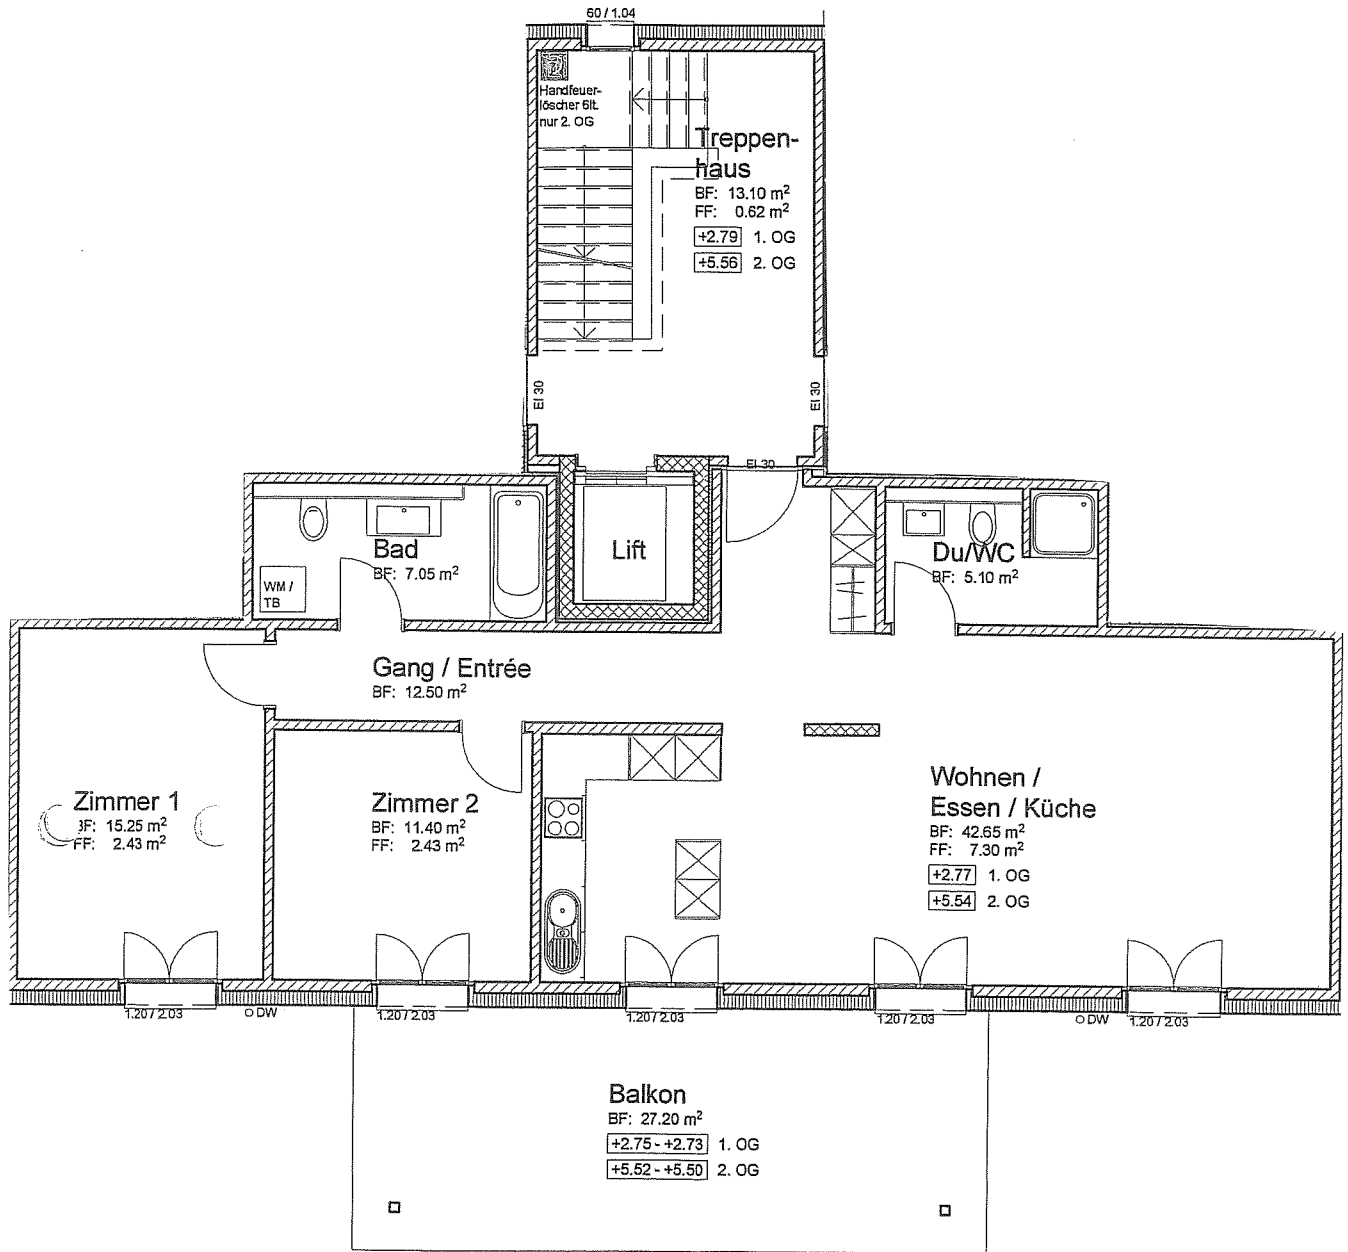 60 / 1.04
Handfeuer-
löscher 6lt.
nur 2. OG
Treppen-
haus
BF: 13.10 m²
FF: 0.62 m²
+2.79 1. OG
+5.56 2. OG
EI 30
EI 30
EI 30
Bad
BF: 7.05 m²
WM /
TB
Lift
Du/WC
BF: 5.10 m²
Gang / Entrée
BF: 12.50 m²
Zimmer 1
BF: 15.25 m²
FF: 2.43 m²
Zimmer 2
BF: 11.40 m²
FF: 2.43 m²
Wohnen /
Essen / Küche
BF: 42.65 m²
FF: 7.30 m²
+2.77 1. OG
+5.54 2. OG
1.20 / 2.03
O DW
1.20 / 2.03
1.20 / 2.03
1.20 / 2.03
O DW
1.20 / 2.03
Balkon
BF: 27.20 m²
+2.75 - +2.73 1. OG
+5.52 - +5.50 2. OG